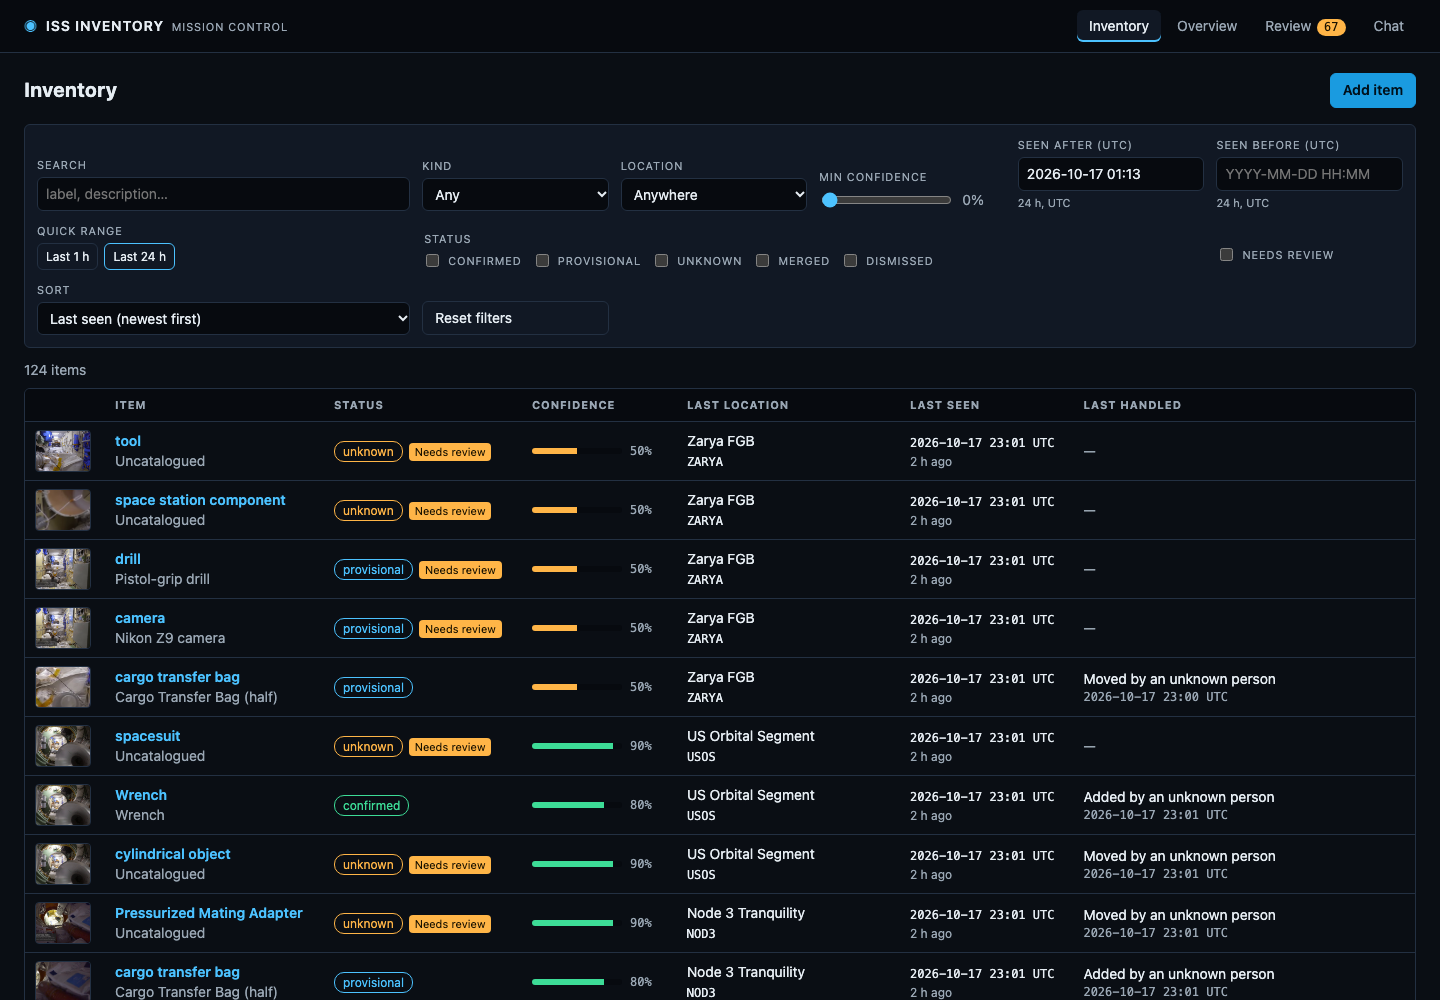 ISS INVENTORY MISSION CONTROL
Inventory Overview Review 67 Chat
Inventory
Add item
SEARCH
label, description...
KIND
Any
LOCATION
Anywhere
MIN CONFIDENCE
0%
SEEN AFTER (UTC)
2026-10-17 01:13
24 h, UTC
SEEN BEFORE (UTC)
YYYY-MM-DD HH:MM
24 h, UTC
QUICK RANGE
Last 1 h Last 24 h
STATUS
CONFIRMED PROVISIONAL UNKNOWN MERGED DISMISSED
NEEDS REVIEW
SORT
Last seen (newest first)
Reset filters
124 items
ITEM STATUS CONFIDENCE LAST LOCATION LAST SEEN LAST HANDLED
tool
Uncatalogued
unknown Needs review
50%
Zarya FGB
ZARYA
2026-10-17 23:01 UTC
2 h ago
—
space station component
Uncatalogued
unknown Needs review
50%
Zarya FGB
ZARYA
2026-10-17 23:01 UTC
2 h ago
—
drill
Pistol-grip drill
provisional Needs review
50%
Zarya FGB
ZARYA
2026-10-17 23:01 UTC
2 h ago
—
camera
Nikon Z9 camera
provisional Needs review
50%
Zarya FGB
ZARYA
2026-10-17 23:01 UTC
2 h ago
—
cargo transfer bag
Cargo Transfer Bag (half)
provisional
50%
Zarya FGB
ZARYA
2026-10-17 23:01 UTC
2 h ago
Moved by an unknown person
2026-10-17 23:00 UTC
spacesuit
Uncatalogued
unknown Needs review
90%
US Orbital Segment
USOS
2026-10-17 23:01 UTC
2 h ago
—
Wrench
Wrench
confirmed
80%
US Orbital Segment
USOS
2026-10-17 23:01 UTC
2 h ago
Added by an unknown person
2026-10-17 23:01 UTC
cylindrical object
Uncatalogued
unknown Needs review
90%
US Orbital Segment
USOS
2026-10-17 23:01 UTC
2 h ago
Moved by an unknown person
2026-10-17 23:01 UTC
Pressurized Mating Adapter
Uncatalogued
unknown Needs review
90%
Node 3 Tranquility
NOD3
2026-10-17 23:01 UTC
2 h ago
Moved by an unknown person
2026-10-17 23:01 UTC
cargo transfer bag
Cargo Transfer Bag (half)
provisional
80%
Node 3 Tranquility
NOD3
2026-10-17 23:01 UTC
2 h ago
Added by an unknown person
2026-10-17 23:01 UTC